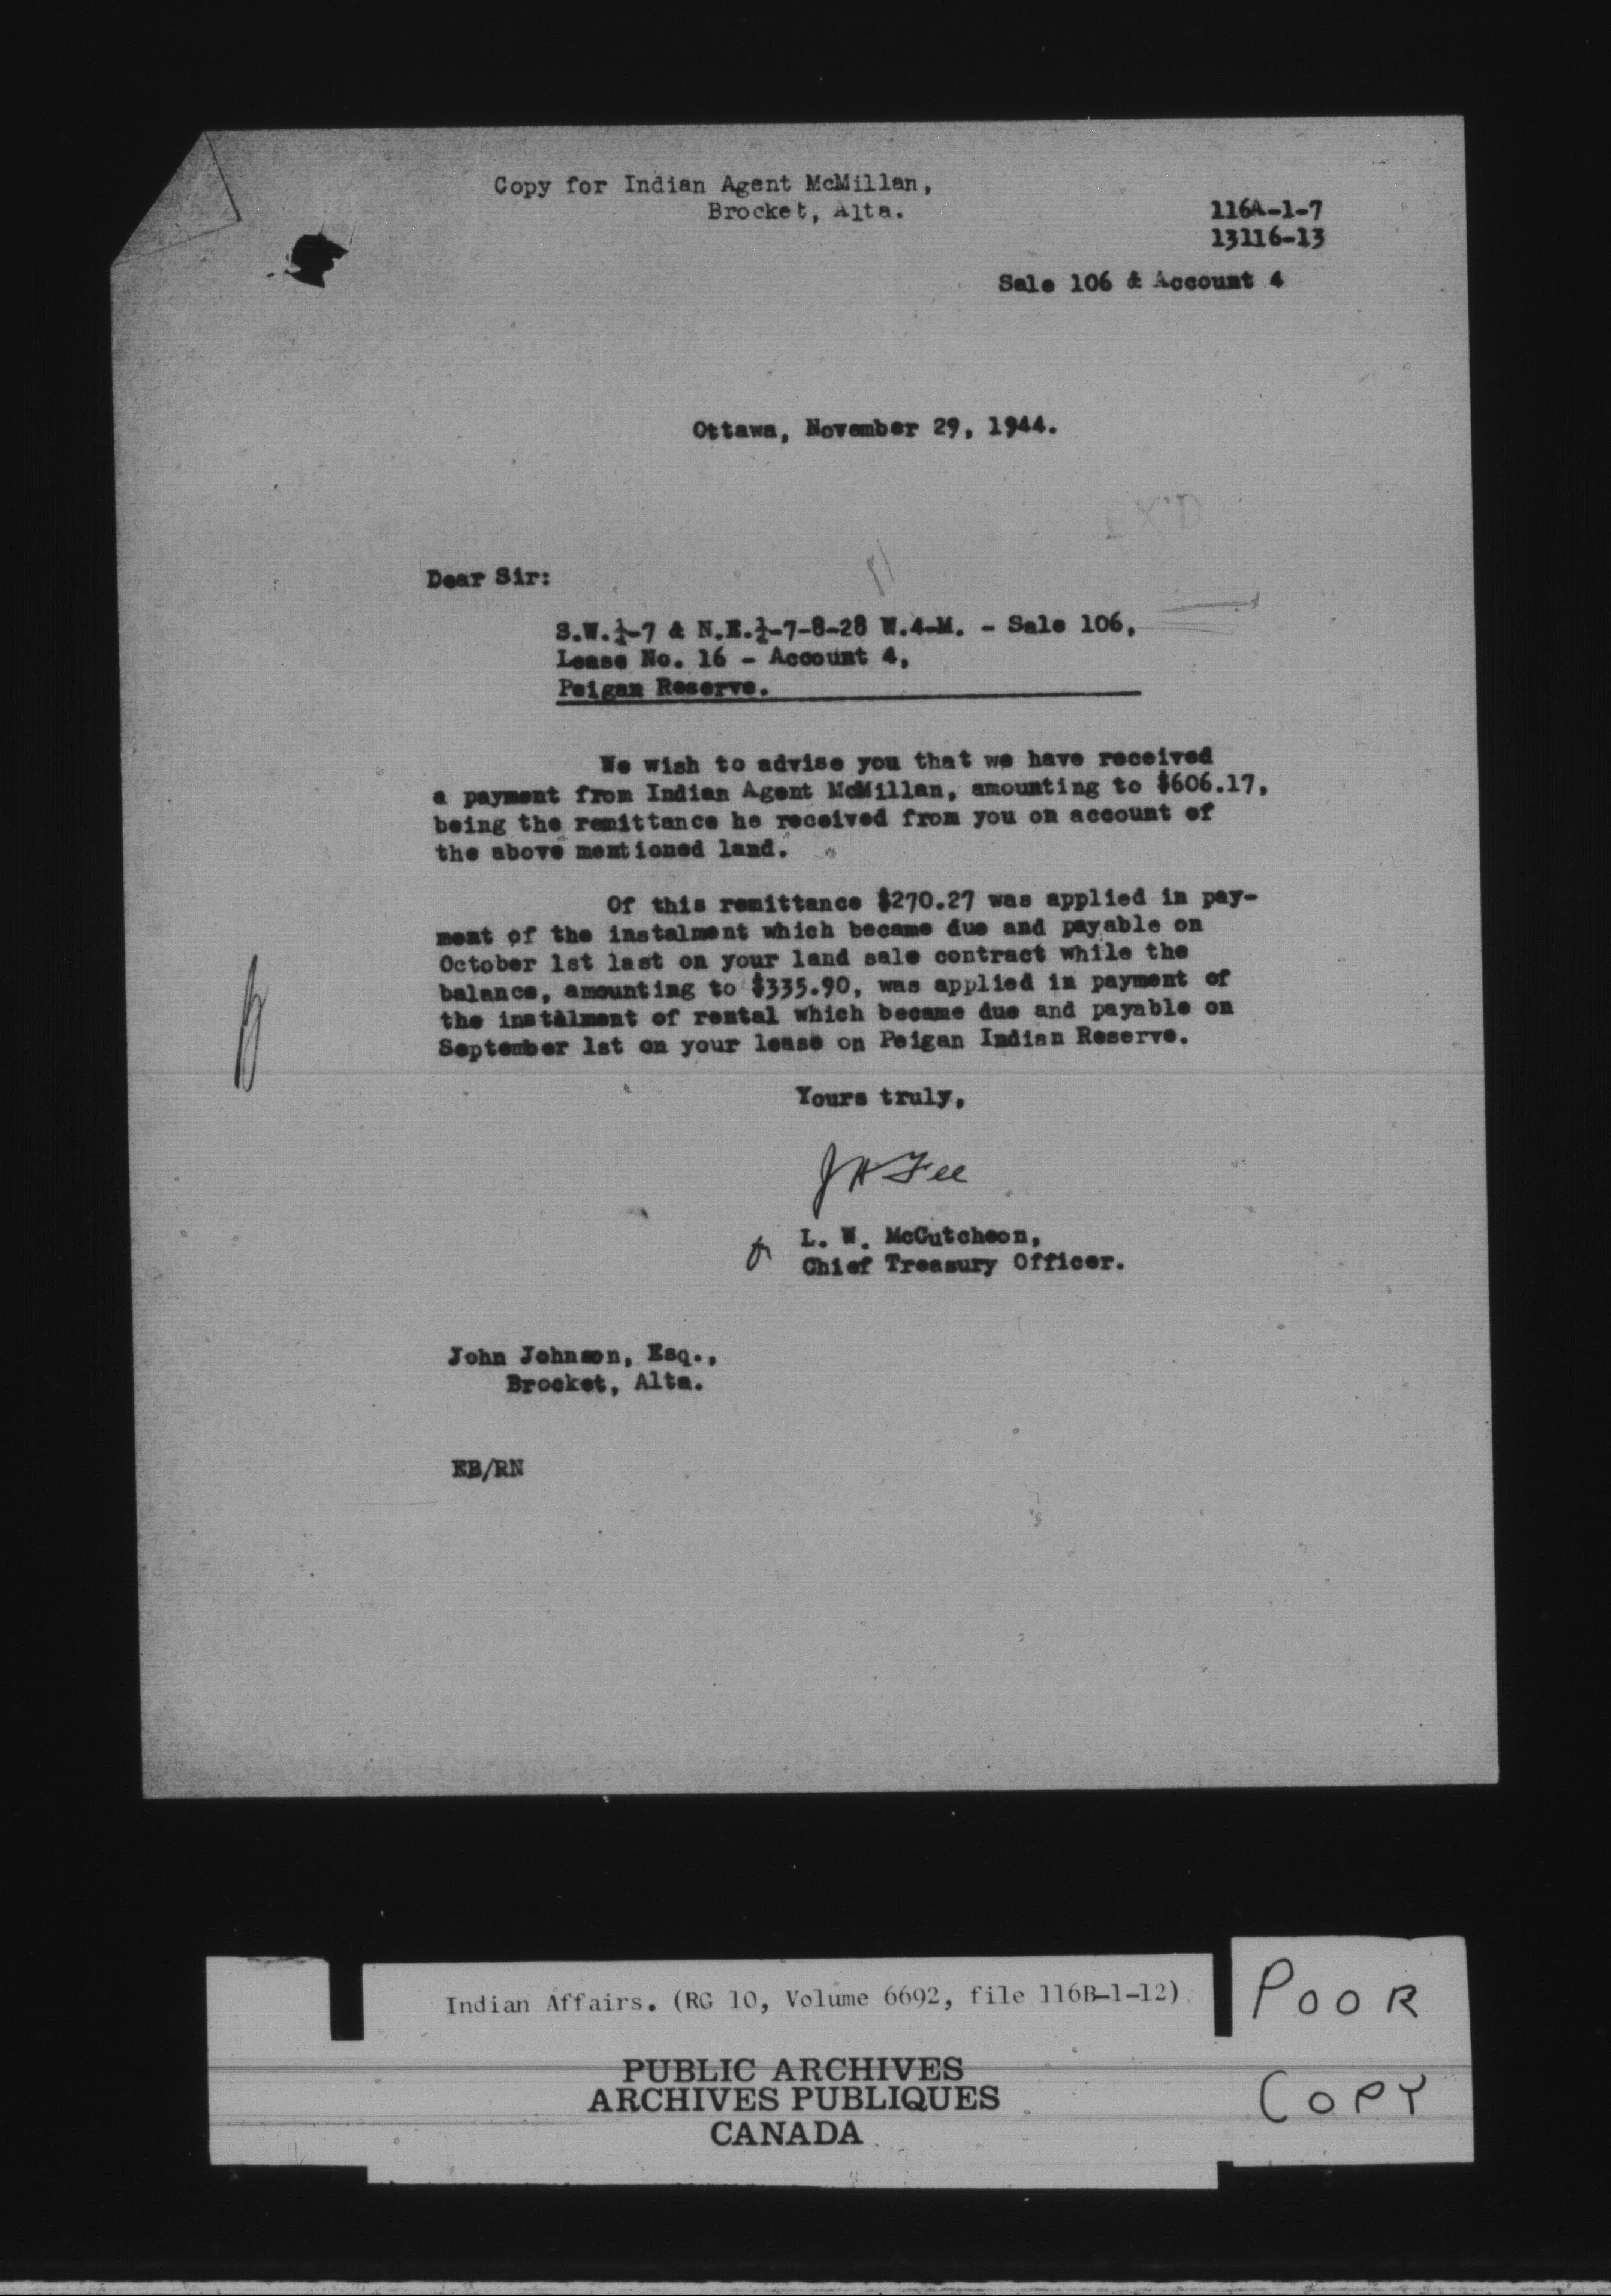 Copy for Indian Agent McMillan,
Brocket, Alta.
116A-1-7
13116-13
Sale 106 & Account 4
Ottawa, November 29, 1944.
EX'D
Dear Sir:
S.W.¼-7 & N.E.¼-7-8-28 W.4-M. - Sale 106,
Lease No. 16 - Account 4,
Peigan Reserve.
We wish to advise you that we have received
a payment from Indian Agent McMillan, amounting to $606.17,
being the remittance he received from you on account of
the above mentioned land.
Of this remittance $270.27 was applied in pay-
ment of the instalment which became due and payable on
October 1st last on your land sale contract while the
balance, amounting to $335.90, was applied in payment of
the instalment of rental which became due and payable on
September 1st on your lease on Peigan Indian Reserve.
Yours truly,
J H Fee
L. W. McCutcheon,
Chief Treasury Officer.
John Johnson, Esq.,
Brocket, Alta.
EB/RN
Indian Affairs. (RG 10, Volume 6692, file 116B-1-12)
PUBLIC ARCHIVES
ARCHIVES PUBLIQUES
CANADA
POOR
COPY